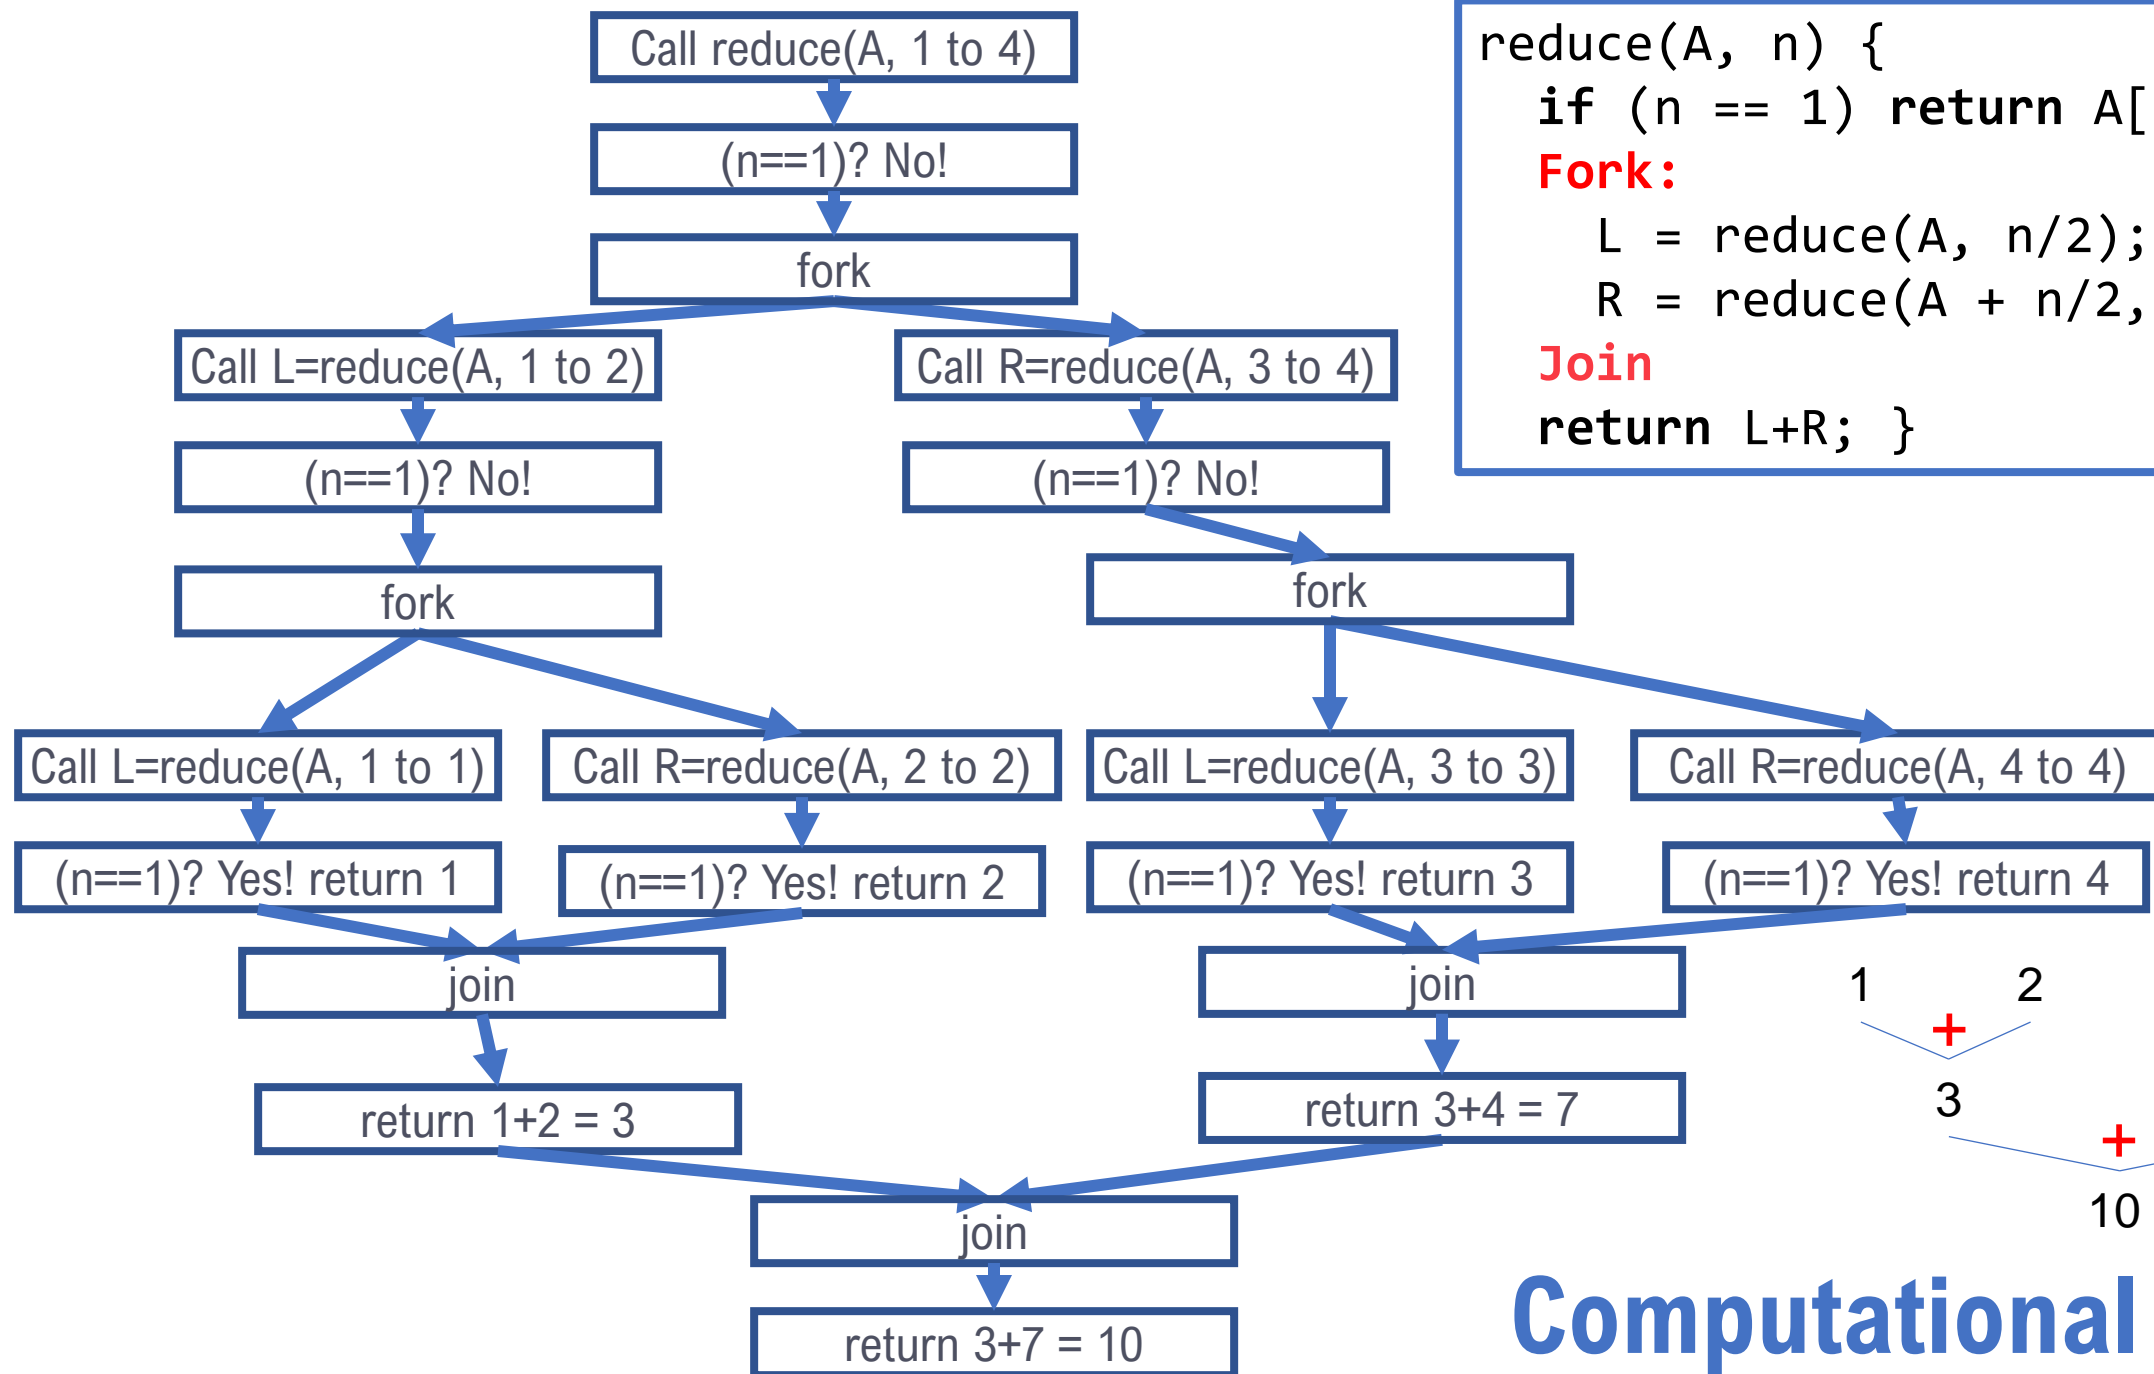 Call reduce(A, 1 to 4)
(n==1)? No!
fork
Call L=reduce(A, 1 to 2)
Call R=reduce(A, 3 to 4)
(n==1)? No!
(n==1)? No!
fork
fork
Call L=reduce(A, 1 to 1)
Call R=reduce(A, 2 to 2)
Call L=reduce(A, 3 to 3)
Call R=reduce(A, 4 to 4)
(n==1)? Yes! return 1
(n==1)? Yes! return 2
(n==1)? Yes! return 3
(n==1)? Yes! return 4
join
join
return 1+2 = 3
return 3+4 = 7
join
return 3+7 = 10
reduce(A, n) {
if (n == 1) return A[
Fork:
L = reduce(A, n/2);
R = reduce(A + n/2,
Join
return L+R; }
1 2
+
3
+
10
Computational